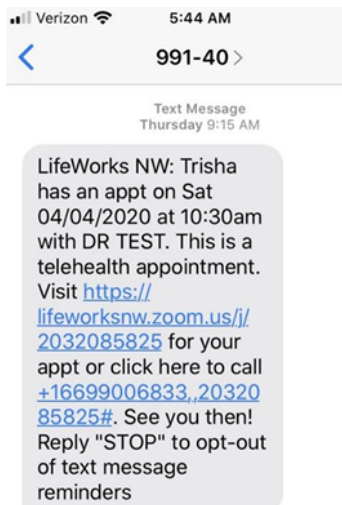 Verizon 5:44 AM
991-40 >
Text Message
Thursday 9:15 AM
LifeWorks NW: Trisha
has an appt on Sat
04/04/2020 at 10:30am
with DR TEST. This is a
telehealth appointment.
Visit https://
lifeworksnw.zoom.us/j/
2032085825 for your
appt or click here to call
+16699006833,,20320
85825#. See you then!
Reply "STOP" to opt-out
of text message
reminders